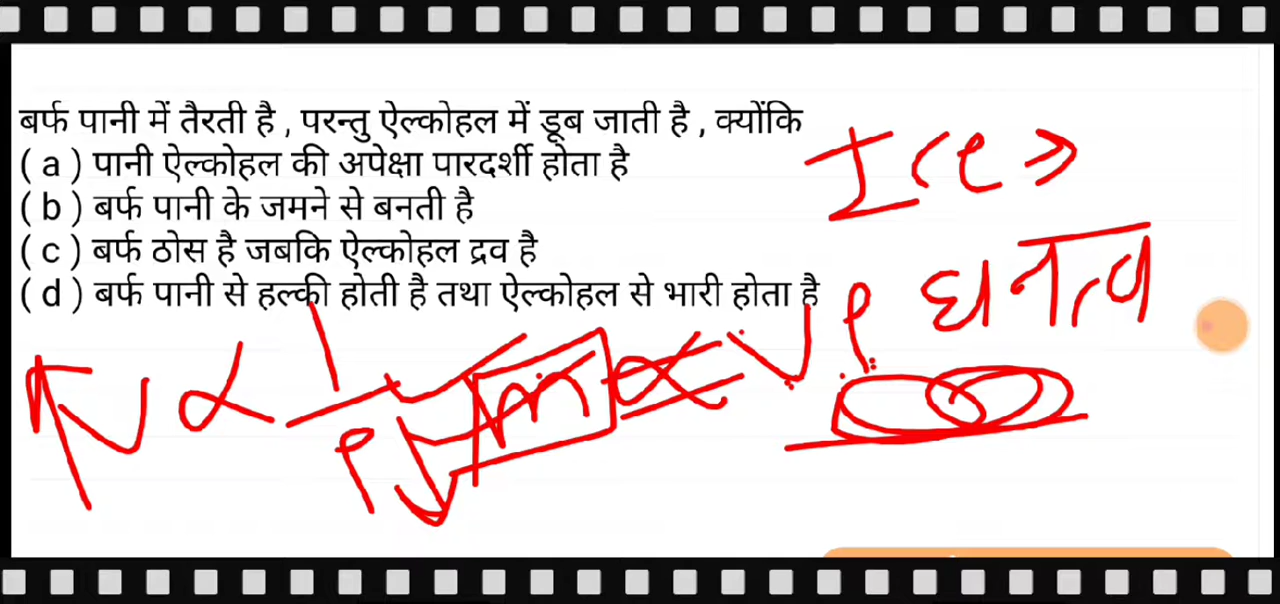 बर्फ पानी में तैरती है , परन्तु ऐल्कोहल में डूब जाती है , क्योंकि
( a ) पानी ऐल्कोहल की अपेक्षा पारदर्शी होता है
( b ) बर्फ पानी के जमने से बनती है
( c ) बर्फ ठोस है जबकि ऐल्कोहल द्रव है
( d ) बर्फ पानी से हल्की होती है तथा ऐल्कोहल से भारी होता है
Ice
घनत्व
V ∝ 1/ρ
m ∝ V ρ